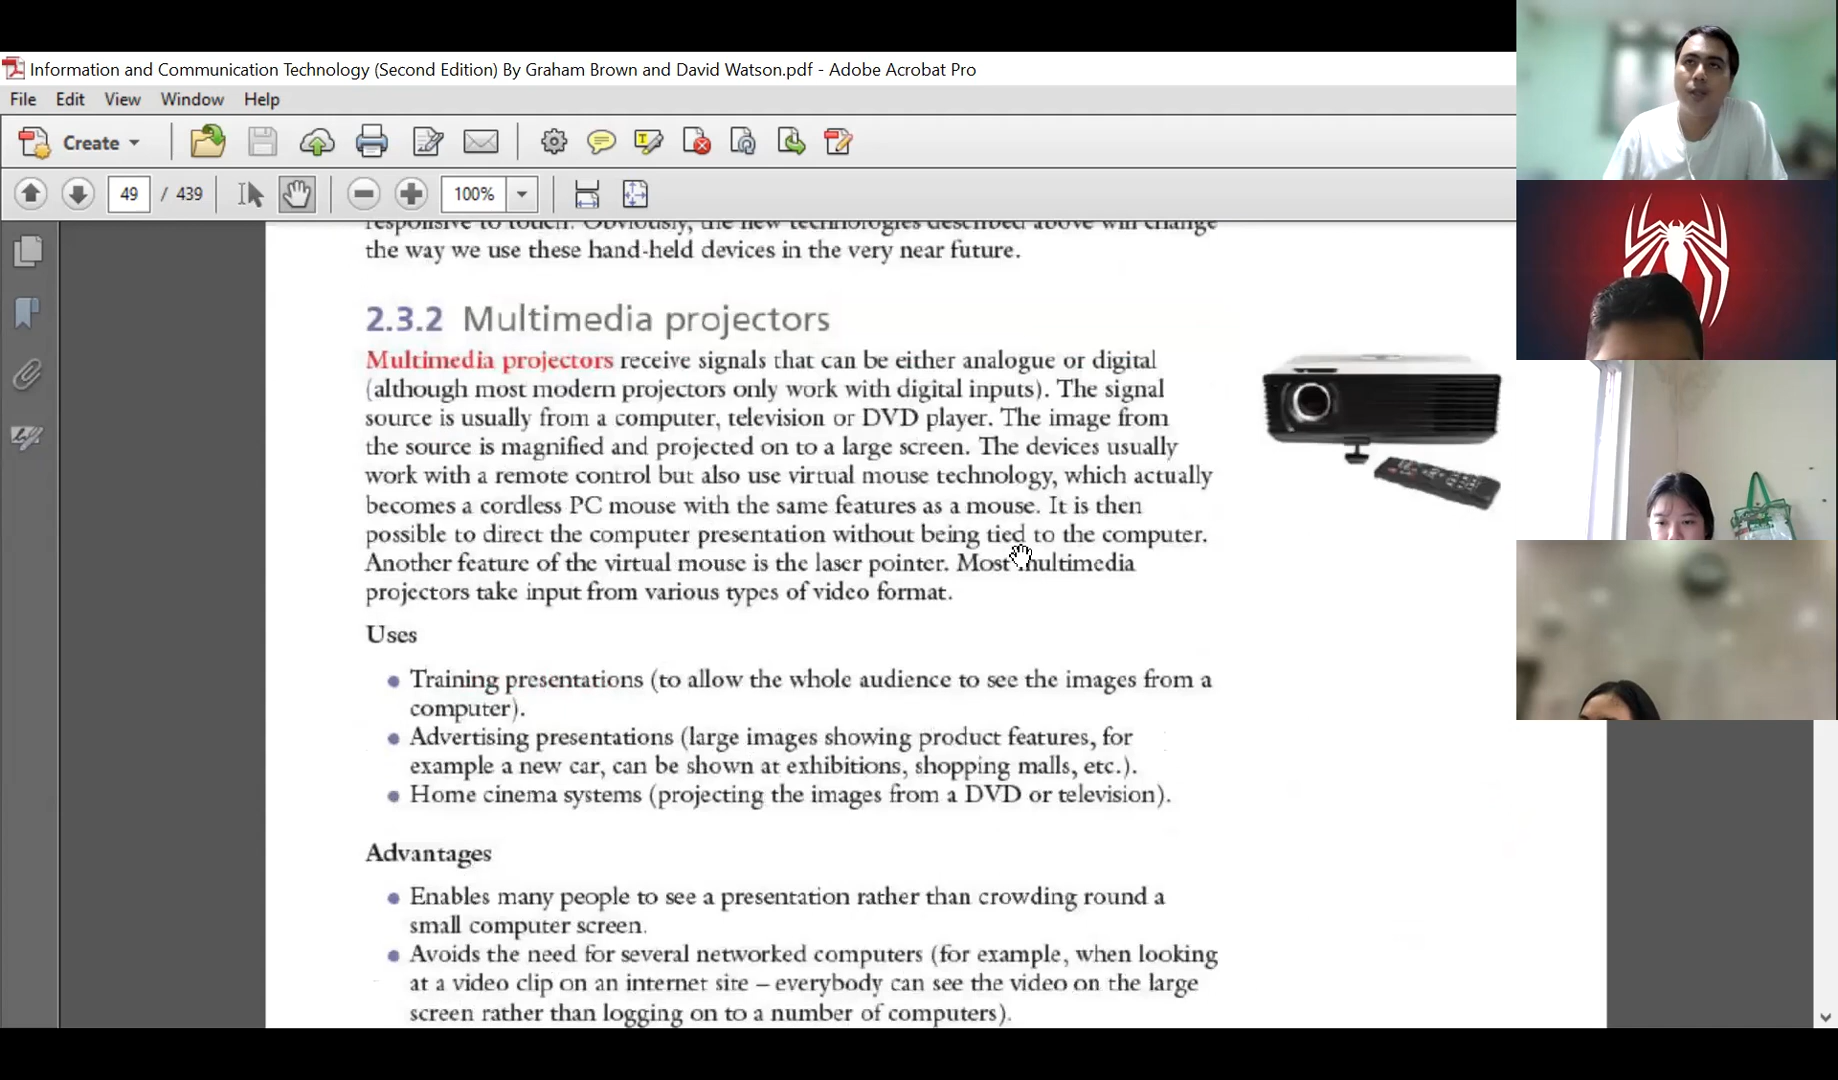 Information and Communication Technology (Second Edition) By Graham Brown and David Watson.pdf - Adobe Acrobat Pro
File Edit View Window Help
Create
49 / 439 100%
responsive to touch. Obviously, the new technologies described above will change
the way we use these hand-held devices in the very near future.
2.3.2 Multimedia projectors
Multimedia projectors receive signals that can be either analogue or digital
(although most modern projectors only work with digital inputs). The signal
source is usually from a computer, television or DVD player. The image from
the source is magnified and projected on to a large screen. The devices usually
work with a remote control but also use virtual mouse technology, which actually
becomes a cordless PC mouse with the same features as a mouse. It is then
possible to direct the computer presentation without being tied to the computer.
Another feature of the virtual mouse is the laser pointer. Most multimedia
projectors take input from various types of video format.
Uses
● Training presentations (to allow the whole audience to see the images from a
computer).
● Advertising presentations (large images showing product features, for
example a new car, can be shown at exhibitions, shopping malls, etc.).
● Home cinema systems (projecting the images from a DVD or television).
Advantages
● Enables many people to see a presentation rather than crowding round a
small computer screen.
● Avoids the need for several networked computers (for example, when looking
at a video clip on an internet site – everybody can see the video on the large
screen rather than logging on to a number of computers).